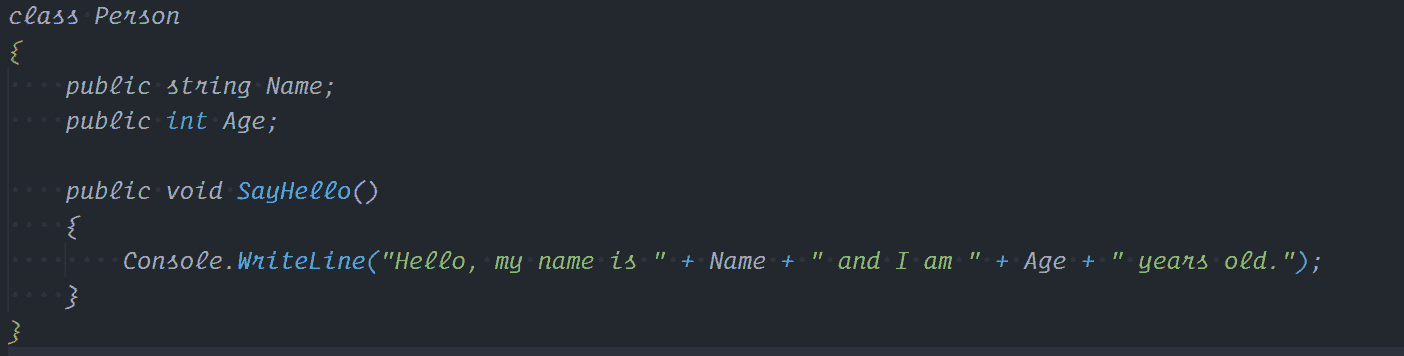 class Person
{
    public string Name;
    public int Age;

    public void SayHello()
    {
        Console.WriteLine("Hello, my name is " + Name + " and I am " + Age + " years old.");
    }
}